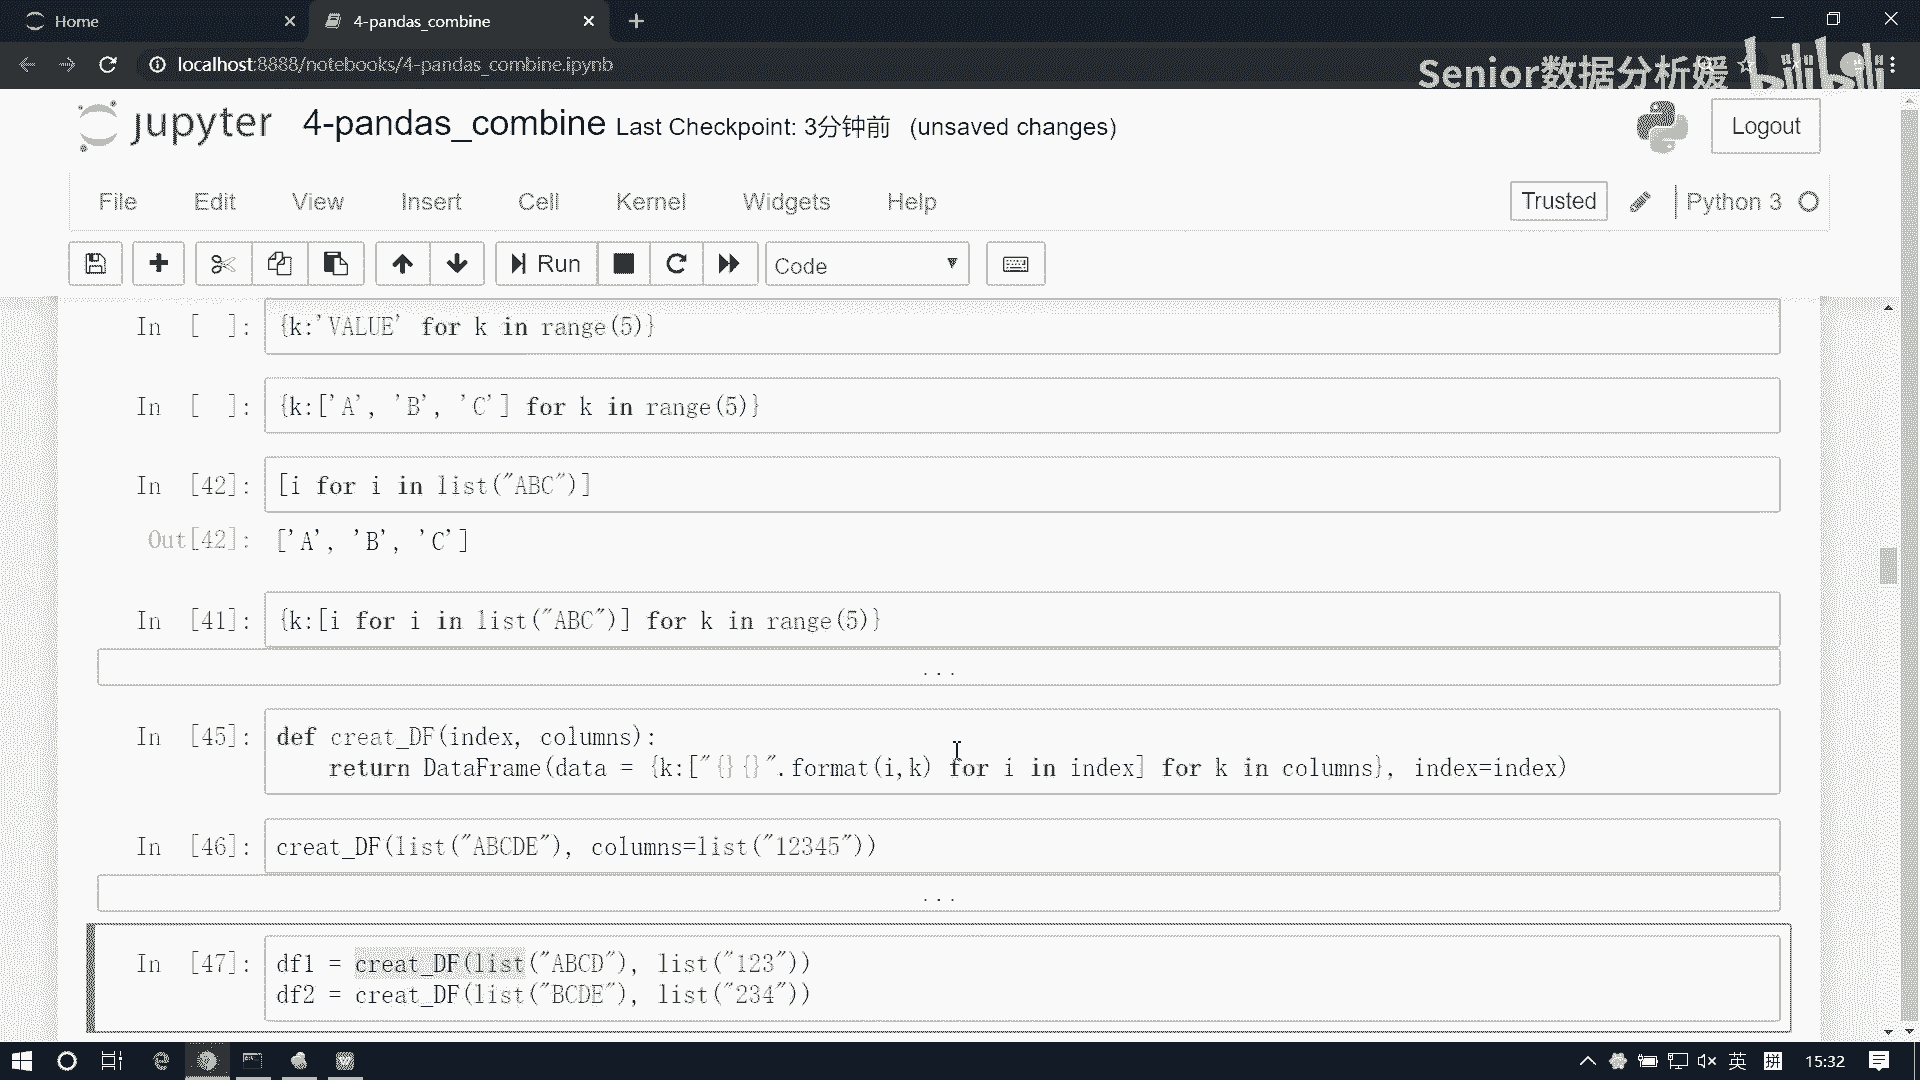 Home
4-pandas_combine
localhost:8888/notebooks/4-pandas_combine.ipynb
Senior数据分析媛
bilibili
jupyter
4-pandas_combine Last Checkpoint: 3分钟前 (unsaved changes)
Logout
File Edit View Insert Cell Kernel Widgets Help
Trusted
Python 3
Run
Code
In [ ]: {k:'VALUE' for k in range(5)}
In [ ]: {k:['A', 'B', 'C'] for k in range(5)}
In [42]: [i for i in list("ABC")]
Out[42]: ['A', 'B', 'C']
In [41]: {k:[i for i in list("ABC")] for k in range(5)}
...
In [45]: def creat_DF(index, columns):
return DataFrame(data = {k:["{}{}".format(i,k) for i in index] for k in columns}, index=index)
In [46]: creat_DF(list("ABCDE"), columns=list("12345"))
...
In [47]: df1 = creat_DF(list("ABCD"), list("123"))
df2 = creat_DF(list("BCDE"), list("234"))
英
拼
15:32